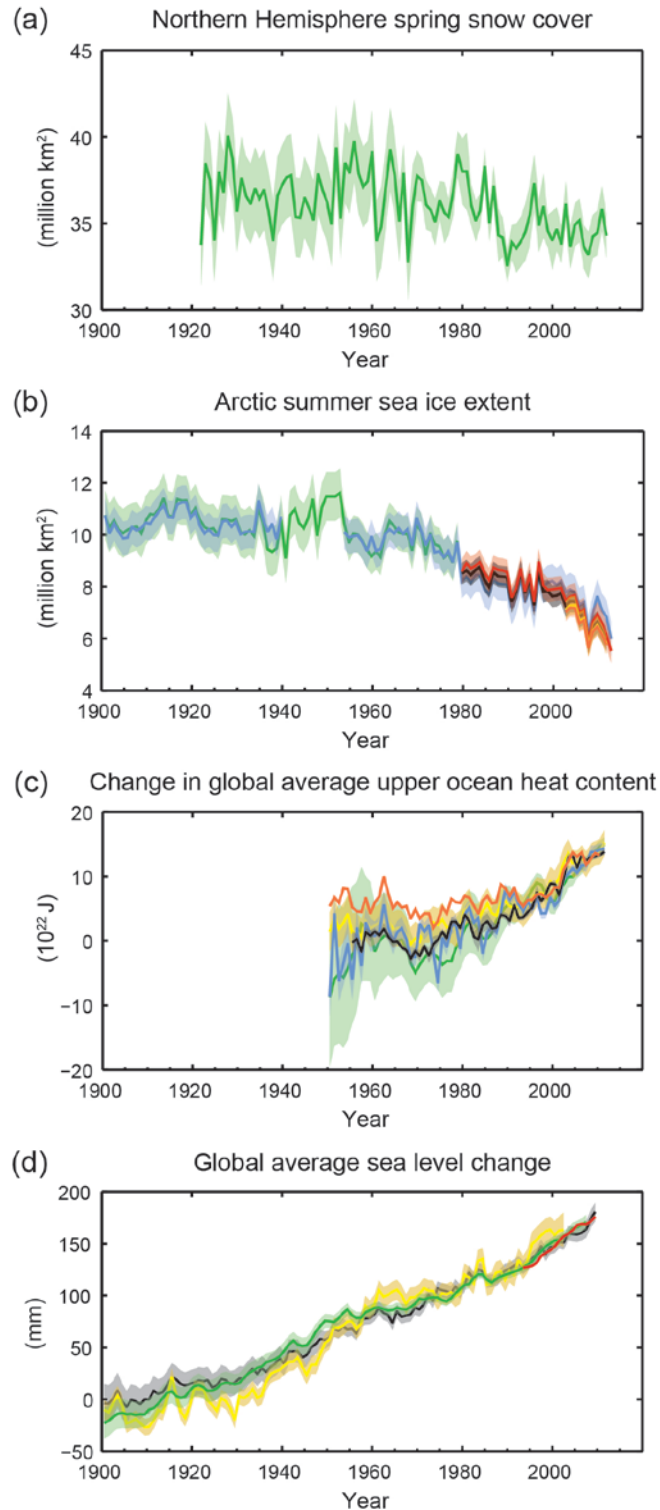 (a) Northern Hemisphere spring snow cover
45
40
35
30
(million km²)
1900 1920 1940 1960 1980 2000
Year
(b) Arctic summer sea ice extent
14
12
10
8
6
4
(million km²)
1900 1920 1940 1960 1980 2000
Year
(c) Change in global average upper ocean heat content
20
10
0
−10
−20
(10²² J)
1900 1920 1940 1960 1980 2000
Year
(d) Global average sea level change
200
150
100
50
0
−50
(mm)
1900 1920 1940 1960 1980 2000
Year